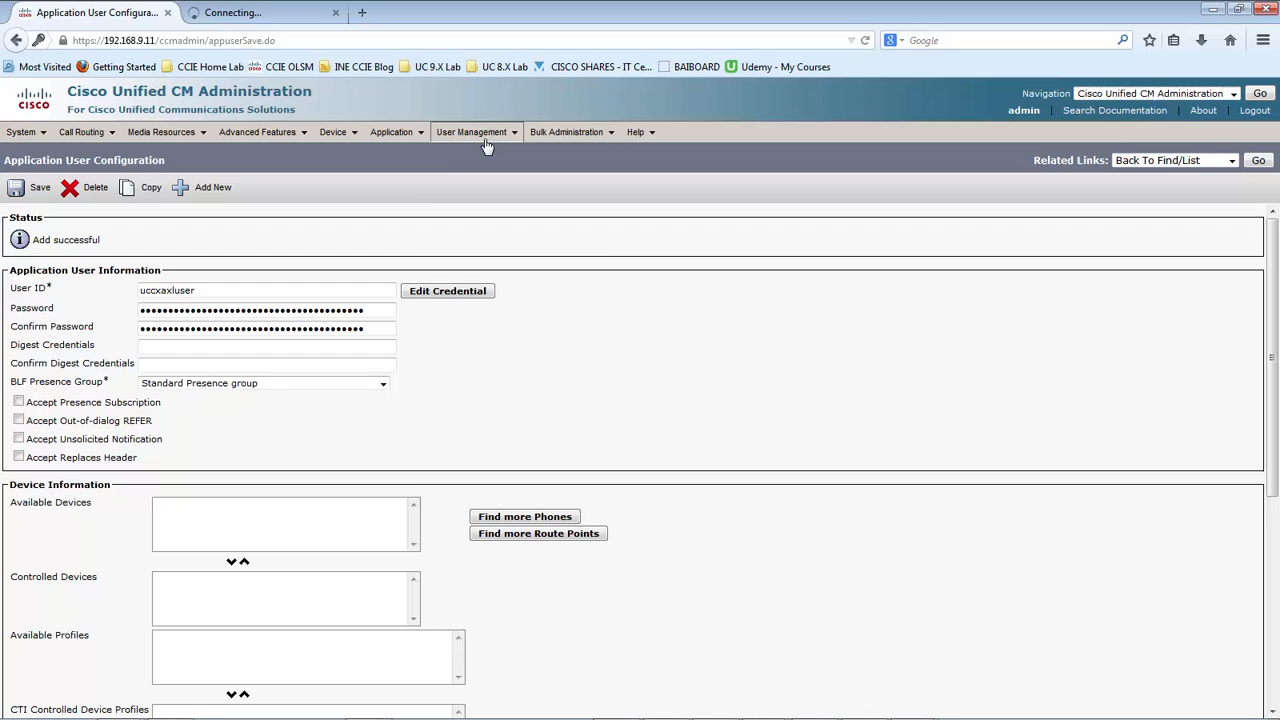 Application User Configura...
Connecting...
https://192.168.9.11/ccmadmin/appuserSave.do
Google
Most Visited
Getting Started
CCIE Home Lab
CCIE OLSM
INE CCIE Blog
UC 9.X Lab
UC 8.X Lab
CISCO SHARES - IT Ce...
BAIBOARD
Udemy - My Courses
CISCO
Cisco Unified CM Administration
For Cisco Unified Communications Solutions
Navigation Cisco Unified CM Administration Go
admin Search Documentation About Logout
System Call Routing Media Resources Advanced Features Device Application User Management Bulk Administration Help
Application User Configuration
Related Links: Back To Find/List Go
Save Delete Copy Add New
Status
Add successful
Application User Information
User ID* uccxaxluser Edit Credential
Password
Confirm Password
Digest Credentials
Confirm Digest Credentials
BLF Presence Group* Standard Presence group
Accept Presence Subscription
Accept Out-of-dialog REFER
Accept Unsolicited Notification
Accept Replaces Header
Device Information
Available Devices
Find more Phones
Find more Route Points
Controlled Devices
Available Profiles
CTI Controlled Device Profiles